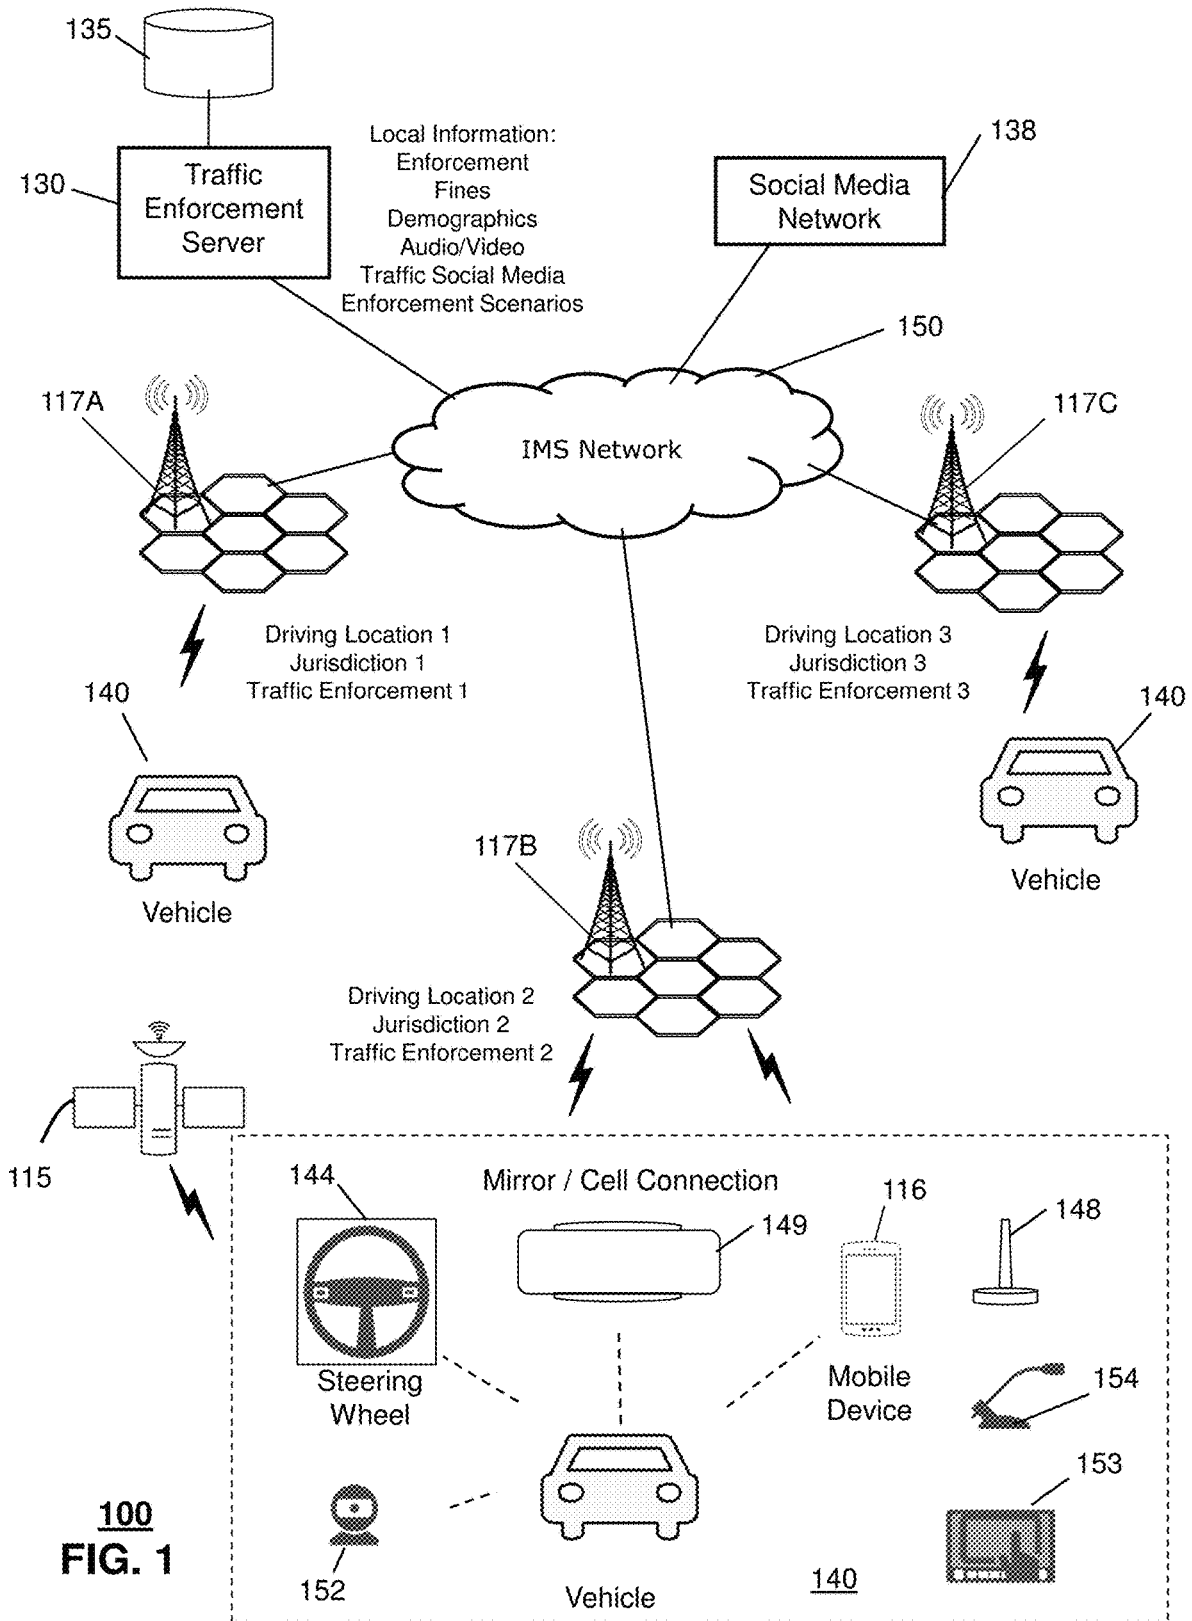 135
Local Information:
Enforcement
Fines
Demographics
Audio/Video
Traffic Social Media
Enforcement Scenarios
138
130
Traffic
Enforcement
Server
Social Media
Network
150
117A
117C
IMS Network
Driving Location 1
Jurisdiction 1
Traffic Enforcement 1
Driving Location 3
Jurisdiction 3
Traffic Enforcement 3
140
140
Vehicle
117B
Vehicle
Driving Location 2
Jurisdiction 2
Traffic Enforcement 2
115
144
Mirror / Cell Connection
149
116
148
Steering
Wheel
Mobile
Device
154
153
152
Vehicle
140
100
FIG. 1